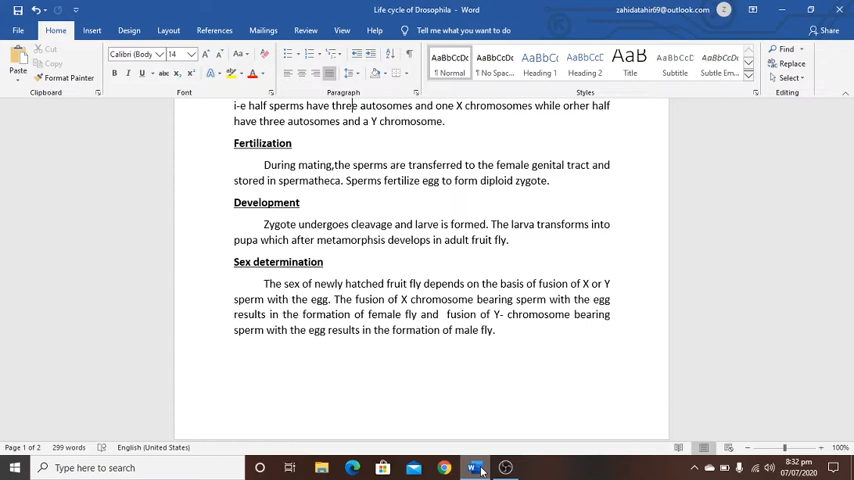 Life cycle of Drosophila - Word
zahidatahir69@outlook.com
Z
File Home Insert Draw Design Layout References Mailings Review View Help Tell me what you want to do Share
Paste
Cut
Copy
Format Painter
Clipboard
Calibri (Body) 14
Font
Paragraph
AaBbCcDc AaBbCcDc AaBbC AaBbCcD AaB AaBbCcD AaBbCcDc
¶ Normal ¶ No Spac... Heading 1 Heading 2 Title Subtitle Subtle Em...
Styles
Find
Replace
Select
Editing
i-e half sperms have three autosomes and one X chromosomes while orher half
have three autosomes and a Y chromosome.
Fertilization
During mating,the sperms are transferred to the female genital tract and
stored in spermatheca. Sperms fertilize egg to form diploid zygote.
Development
Zygote undergoes cleavage and larve is formed. The larva transforms into
pupa which after metamorphsis develops in adult fruit fly.
Sex determination
The sex of newly hatched fruit fly depends on the basis of fusion of X or Y
sperm with the egg. The fusion of X chromosome bearing sperm with the egg
results in the formation of female fly and fusion of Y- chromosome bearing
sperm with the egg results in the formation of male fly.
Page 1 of 2 299 words English (United States) 100%
Type here to search
8:32 pm
07/07/2020